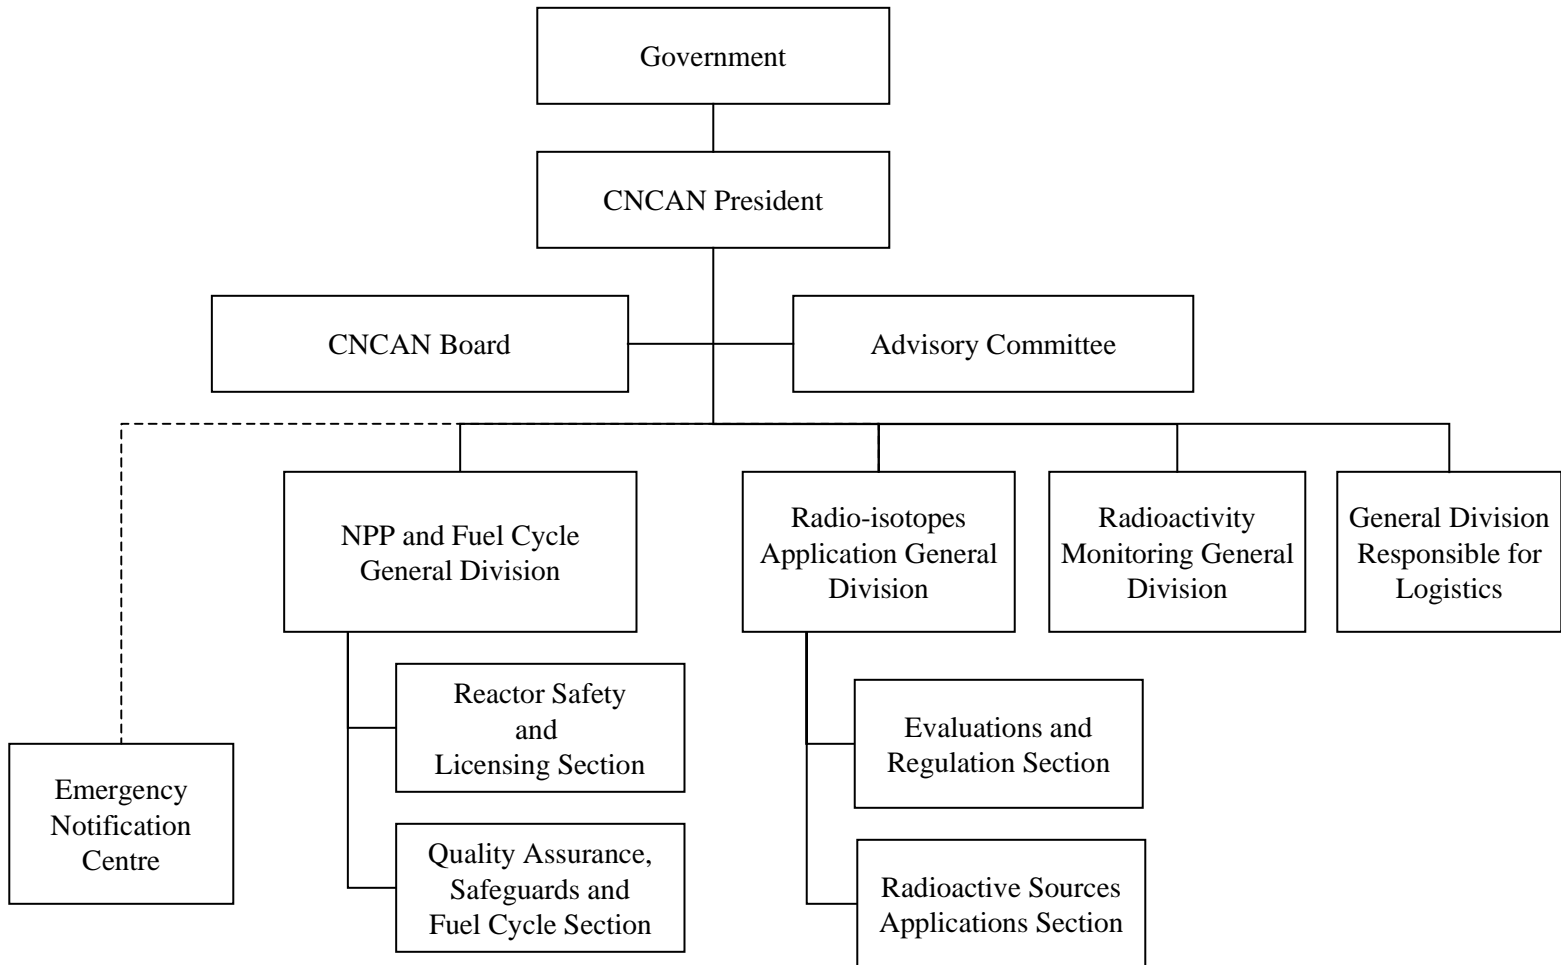 Government
CNCAN President
CNCAN Board
Advisory Committee
NPP and Fuel Cycle
General Division
Radio-isotopes
Application General
Division
Radioactivity
Monitoring General
Division
General Division
Responsible for
Logistics
Reactor Safety
and
Licensing Section
Evaluations and
Regulation Section
Emergency
Notification
Centre
Quality Assurance,
Safeguards and
Fuel Cycle Section
Radioactive Sources
Applications Section